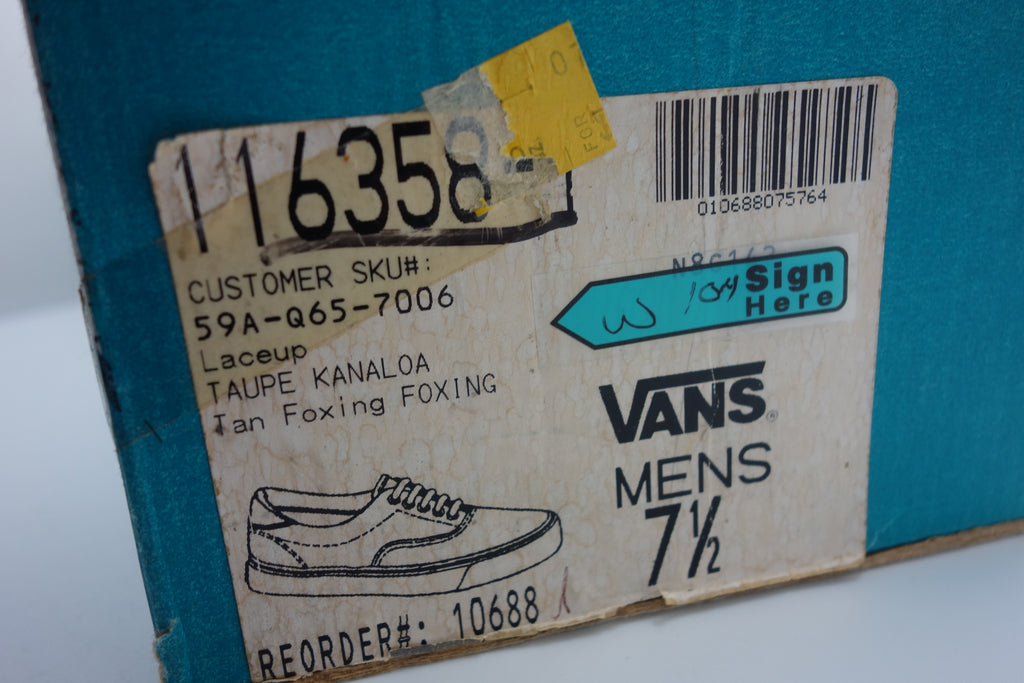 116358
010688075764
CUSTOMER SKU#:
59A-Q65-7006
Laceup
TAUPE KANALOA
Tan Foxing FOXING
Sign
Here
W
VANS®
MENS
7½
REORDER#: 10688